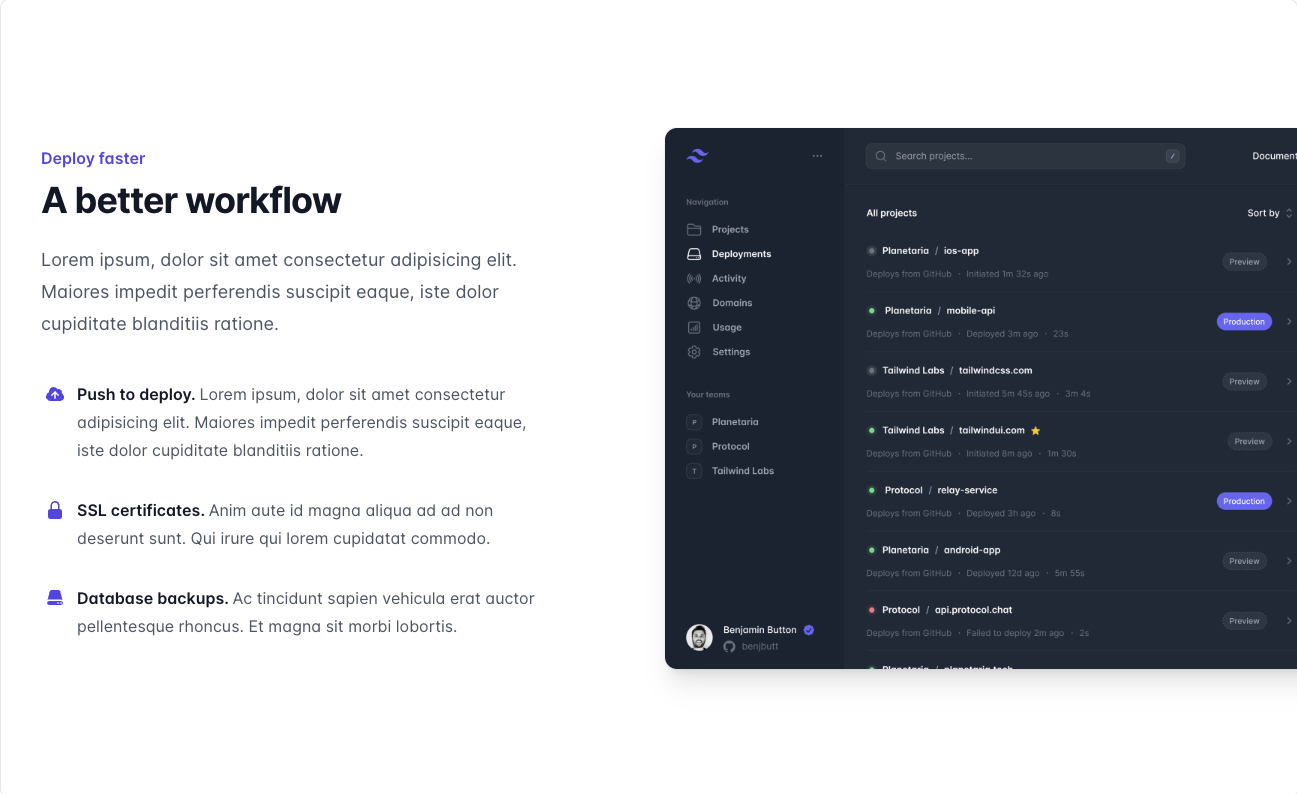 Deploy faster
A better workflow
Lorem ipsum, dolor sit amet consectetur adipisicing elit.
Maiores impedit perferendis suscipit eaque, iste dolor
cupiditate blanditiis ratione.
Push to deploy. Lorem ipsum, dolor sit amet consectetur
adipisicing elit. Maiores impedit perferendis suscipit eaque,
iste dolor cupiditate blanditiis ratione.
SSL certificates. Anim aute id magna aliqua ad ad non
deserunt sunt. Qui irure qui lorem cupidatat commodo.
Database backups. Ac tincidunt sapien vehicula erat auctor
pellentesque rhoncus. Et magna sit morbi lobortis.
Navigation
Projects
Deployments
Activity
Domains
Usage
Settings
Your teams
P Planetaria
P Protocol
T Tailwind Labs
Benjamin Button
benjbutt
Search projects... /
Document
All projects
Sort by
Planetaria / ios-app
Deploys from GitHub · Initiated 1m 32s ago
Preview
Planetaria / mobile-api
Deploys from GitHub · Deployed 3m ago · 23s
Production
Tailwind Labs / tailwindcss.com
Deploys from GitHub · Initiated 5m 45s ago · 3m 4s
Preview
Tailwind Labs / tailwindui.com
Deploys from GitHub · Initiated 8m ago · 1m 30s
Preview
Protocol / relay-service
Deploys from GitHub · Deployed 3h ago · 8s
Production
Planetaria / android-app
Deploys from GitHub · Deployed 12d ago · 5m 55s
Preview
Protocol / api.protocol.chat
Deploys from GitHub · Failed to deploy 2m ago · 2s
Preview
Planetaria / planetaria.tech